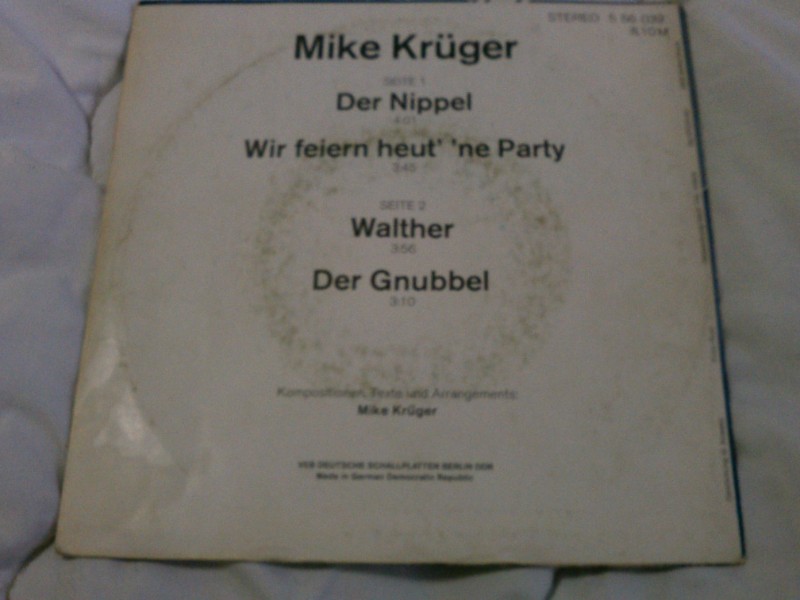 STEREO 5 56 039
6,10 M
Mike Krüger
SEITE 1
Der Nippel
4:01
Wir feiern heut' 'ne Party
3:45
SEITE 2
Walther
3:56
Der Gnubbel
3:10
Kompositionen, Texte und Arrangements:
Mike Krüger
VEB DEUTSCHE SCHALLPLATTEN BERLIN DDR
Made in German Democratic Republic